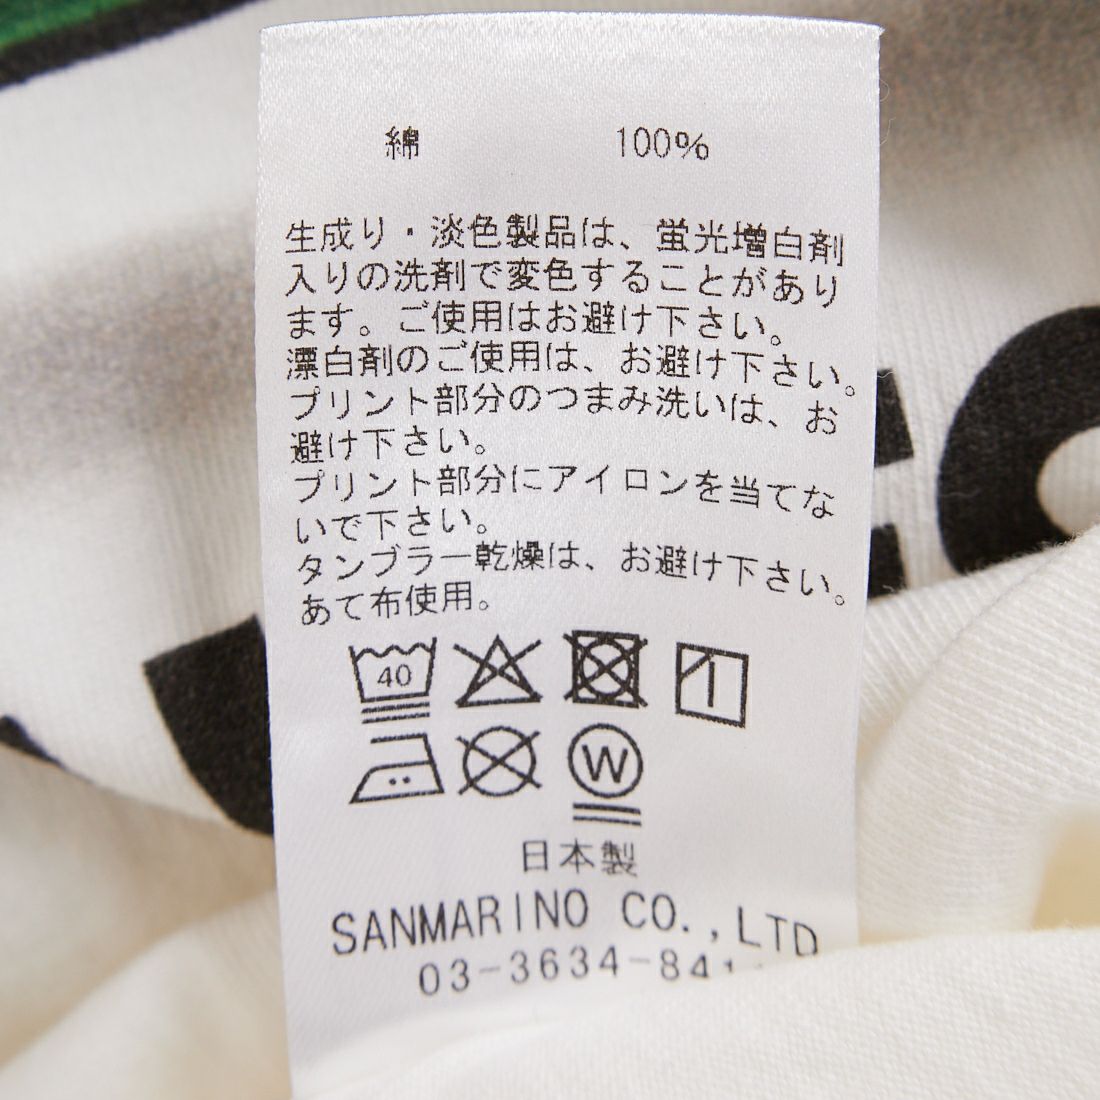 綿 100%
生成り・淡色製品は、蛍光増白剤
入りの洗剤で変色することがあり
ます。ご使用はお避け下さい。
漂白剤のご使用は、お避け下さい。
プリント部分のつまみ洗いは、お
避け下さい。
プリント部分にアイロンを当てな
いで下さい。
タンブラー乾燥は、お避け下さい。
あて布使用。
40
W
日本製
SANMARINO CO.,LTD